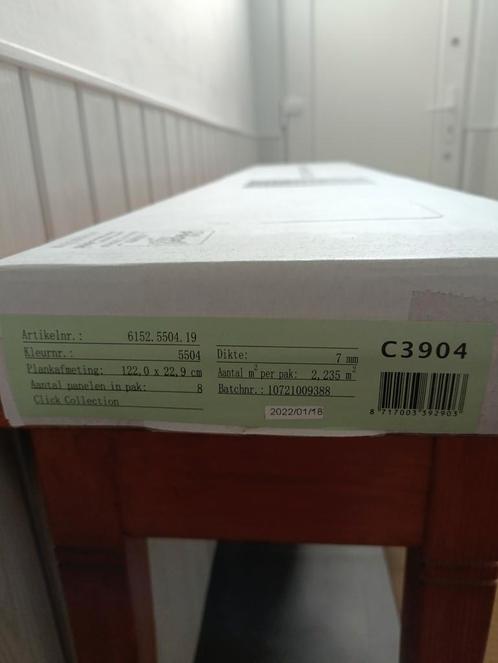 Artikelnr.: 6152.5504.19
Kleurnr.: 5504
Plankafmeting: 122,0 x 22,9 cm
Aantal panelen in pak: 8
Click Collection
Dikte: 7 mm
Aantal m² per pak: 2,235 m²
Batchnr.: 10721009388
2022/01/18
C3904
8 717003 392903